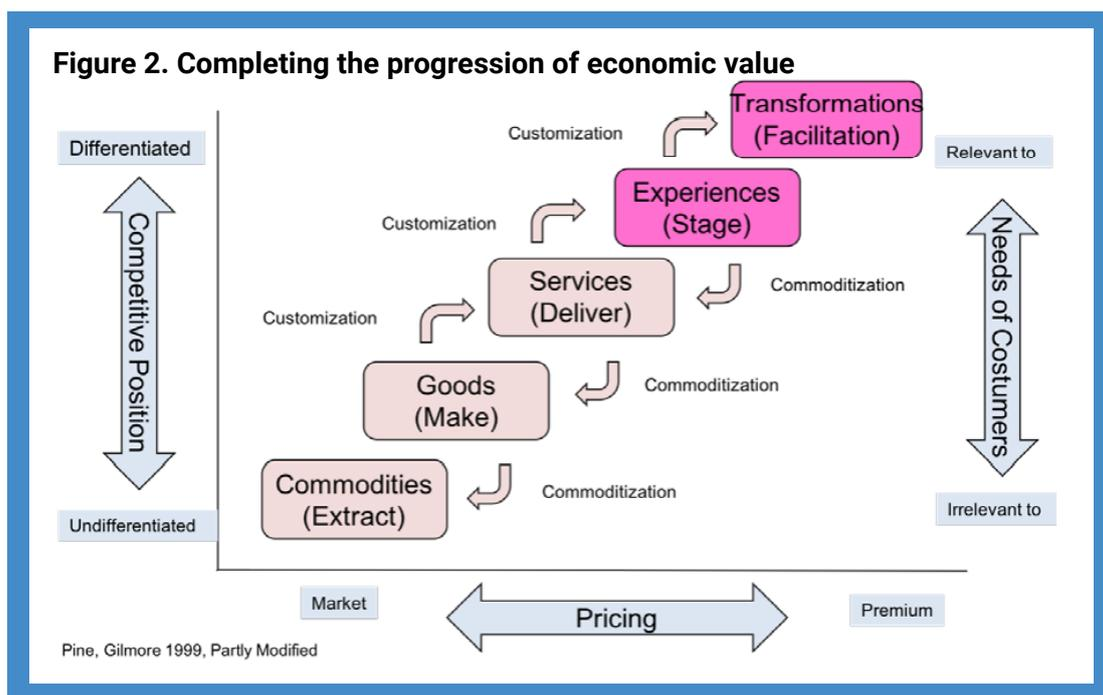 Figure 2. Completing the progression of economic value
Transformations
(Facilitation)
Customization
Differentiated
Relevant to
Experiences
(Stage)
Customization
Services
(Deliver)
Commoditization
Customization
Competitive Position
Needs of Costumers
Goods
(Make)
Commoditization
Commodities
(Extract)
Commoditization
Undifferentiated
Irrelevant to
Market
Pricing
Premium
Pine, Gilmore 1999, Partly Modified